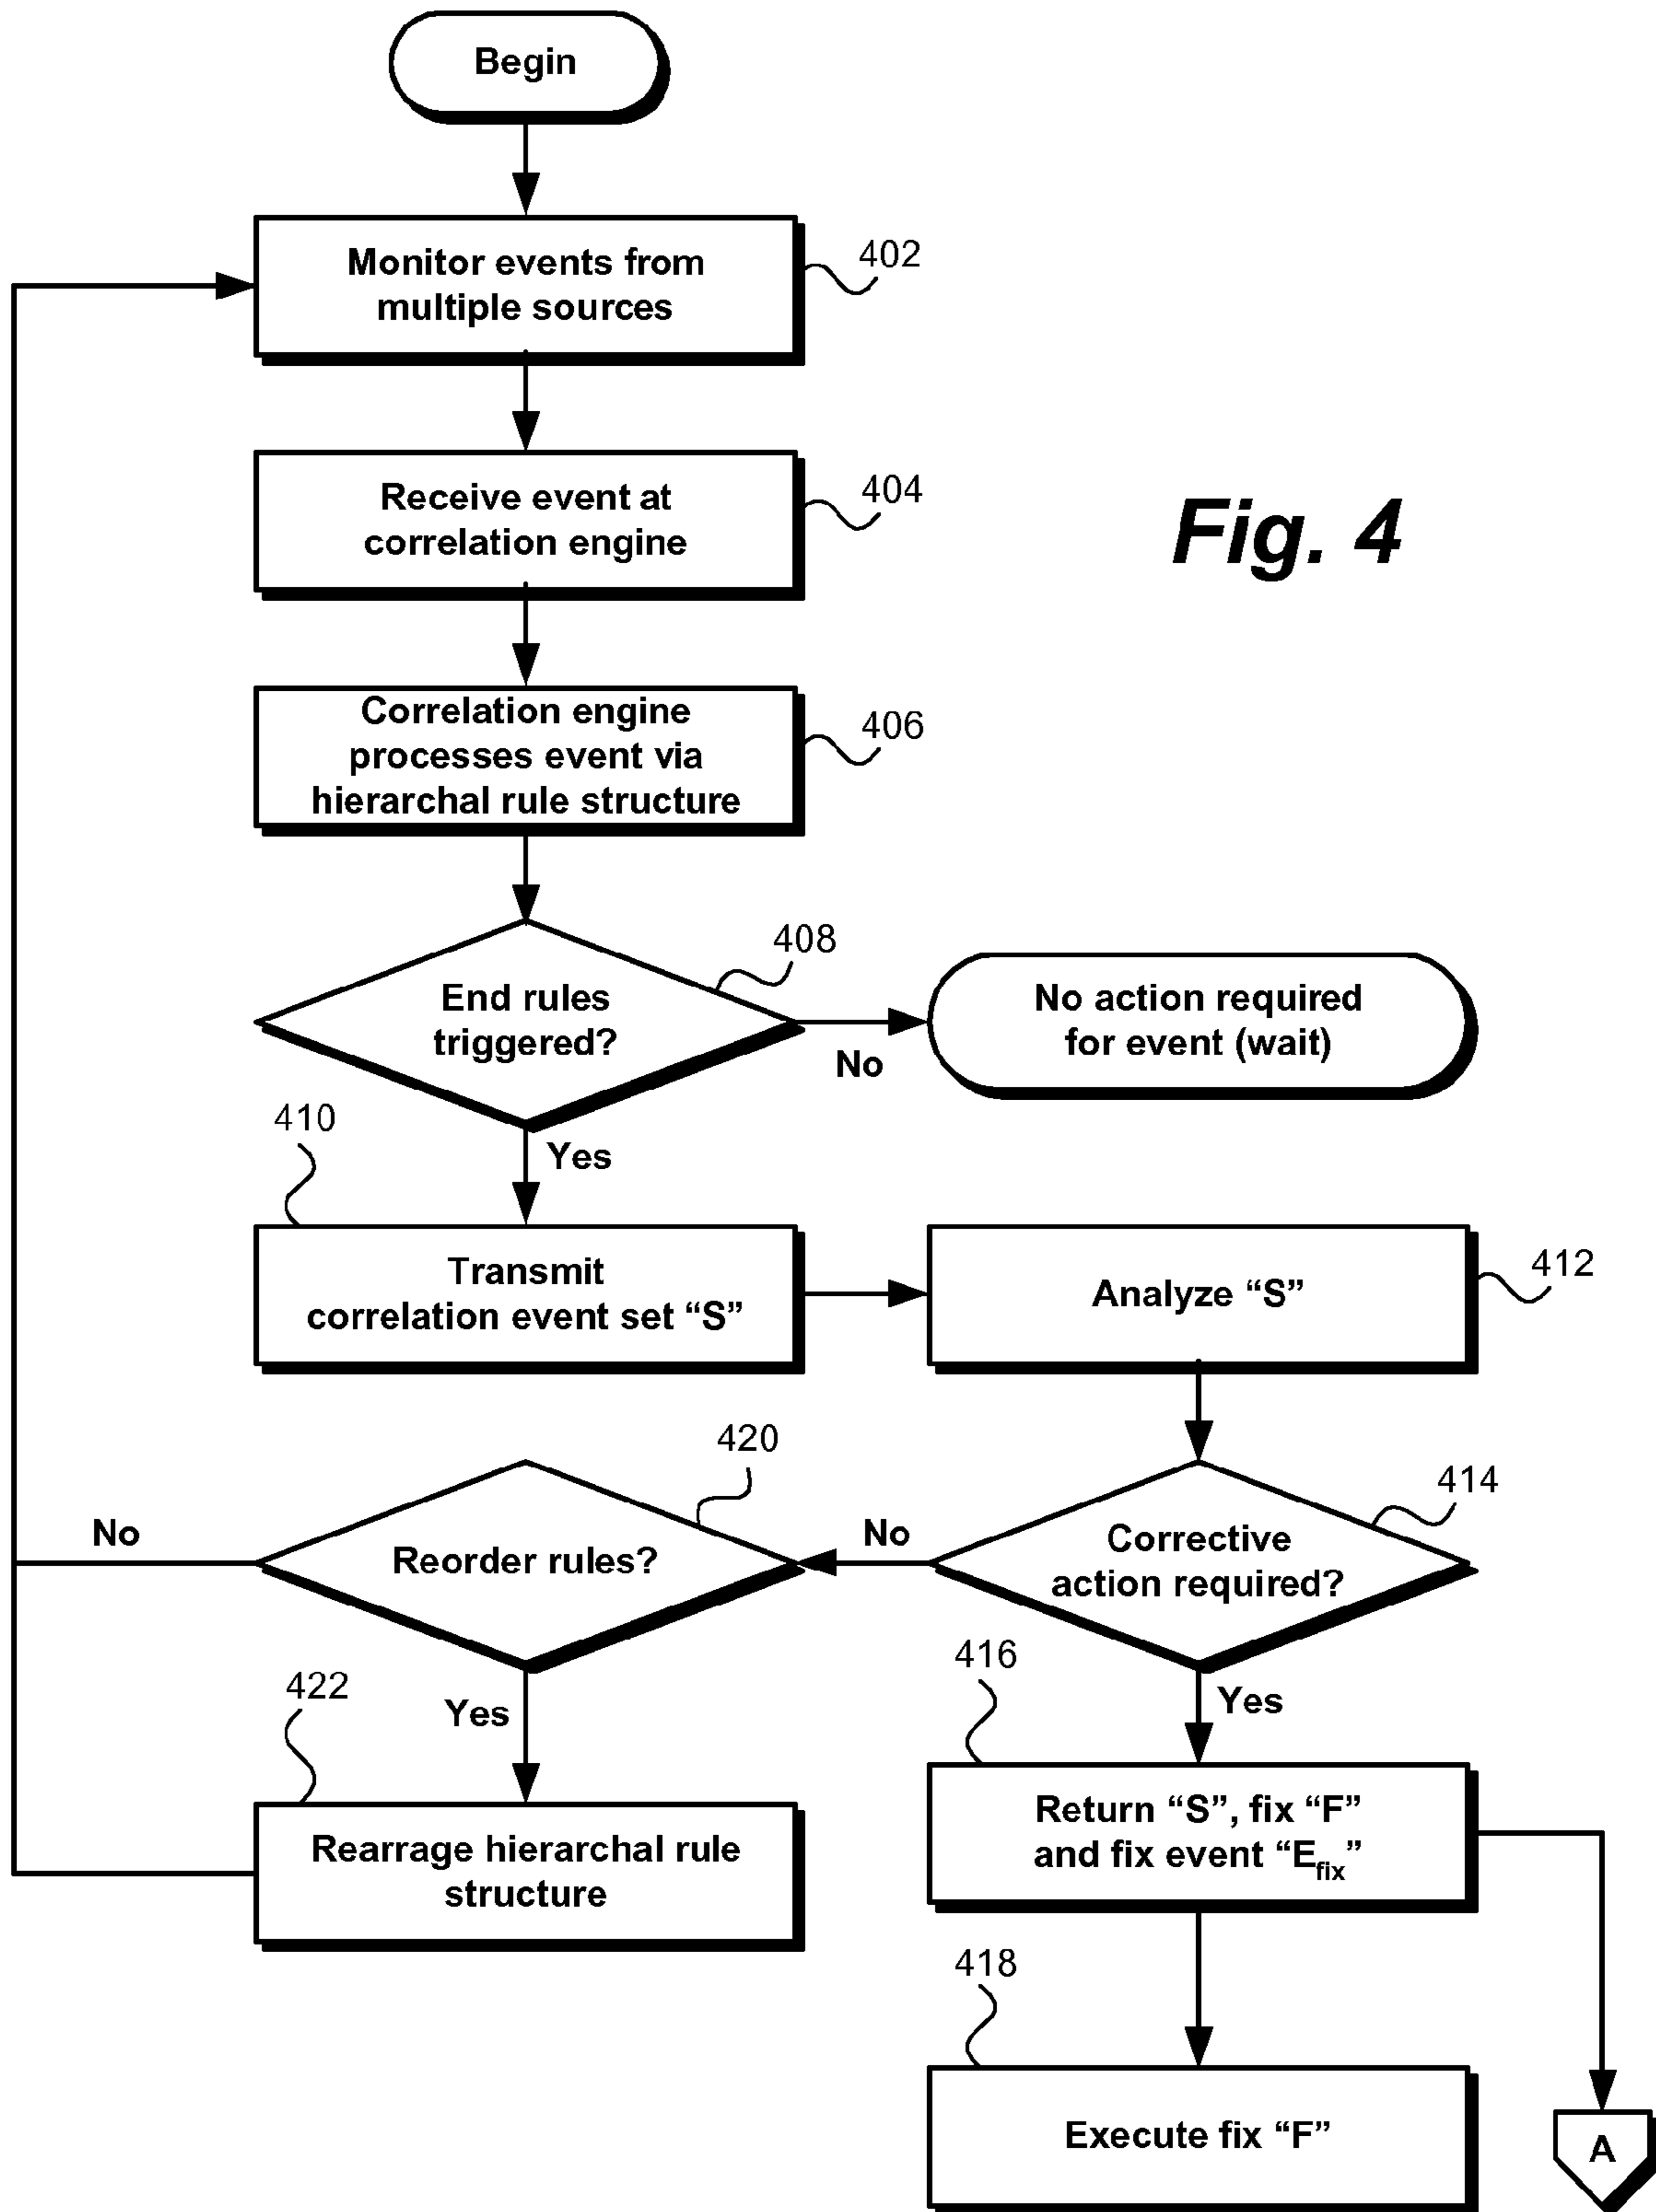 Begin
Monitor events from
multiple sources
402
Receive event at
correlation engine
404
Fig. 4
Correlation engine
processes event via
hierarchal rule structure
406
End rules
triggered?
408
No
No action required
for event (wait)
Yes
410
Transmit
correlation event set “S”
Analyze “S”
412
Corrective
action required?
414
No
Reorder rules?
420
No
Yes
422
Rearrage hierarchal rule
structure
Yes
416
Return “S”, fix “F”
and fix event “Efix”
418
Execute fix “F”
A